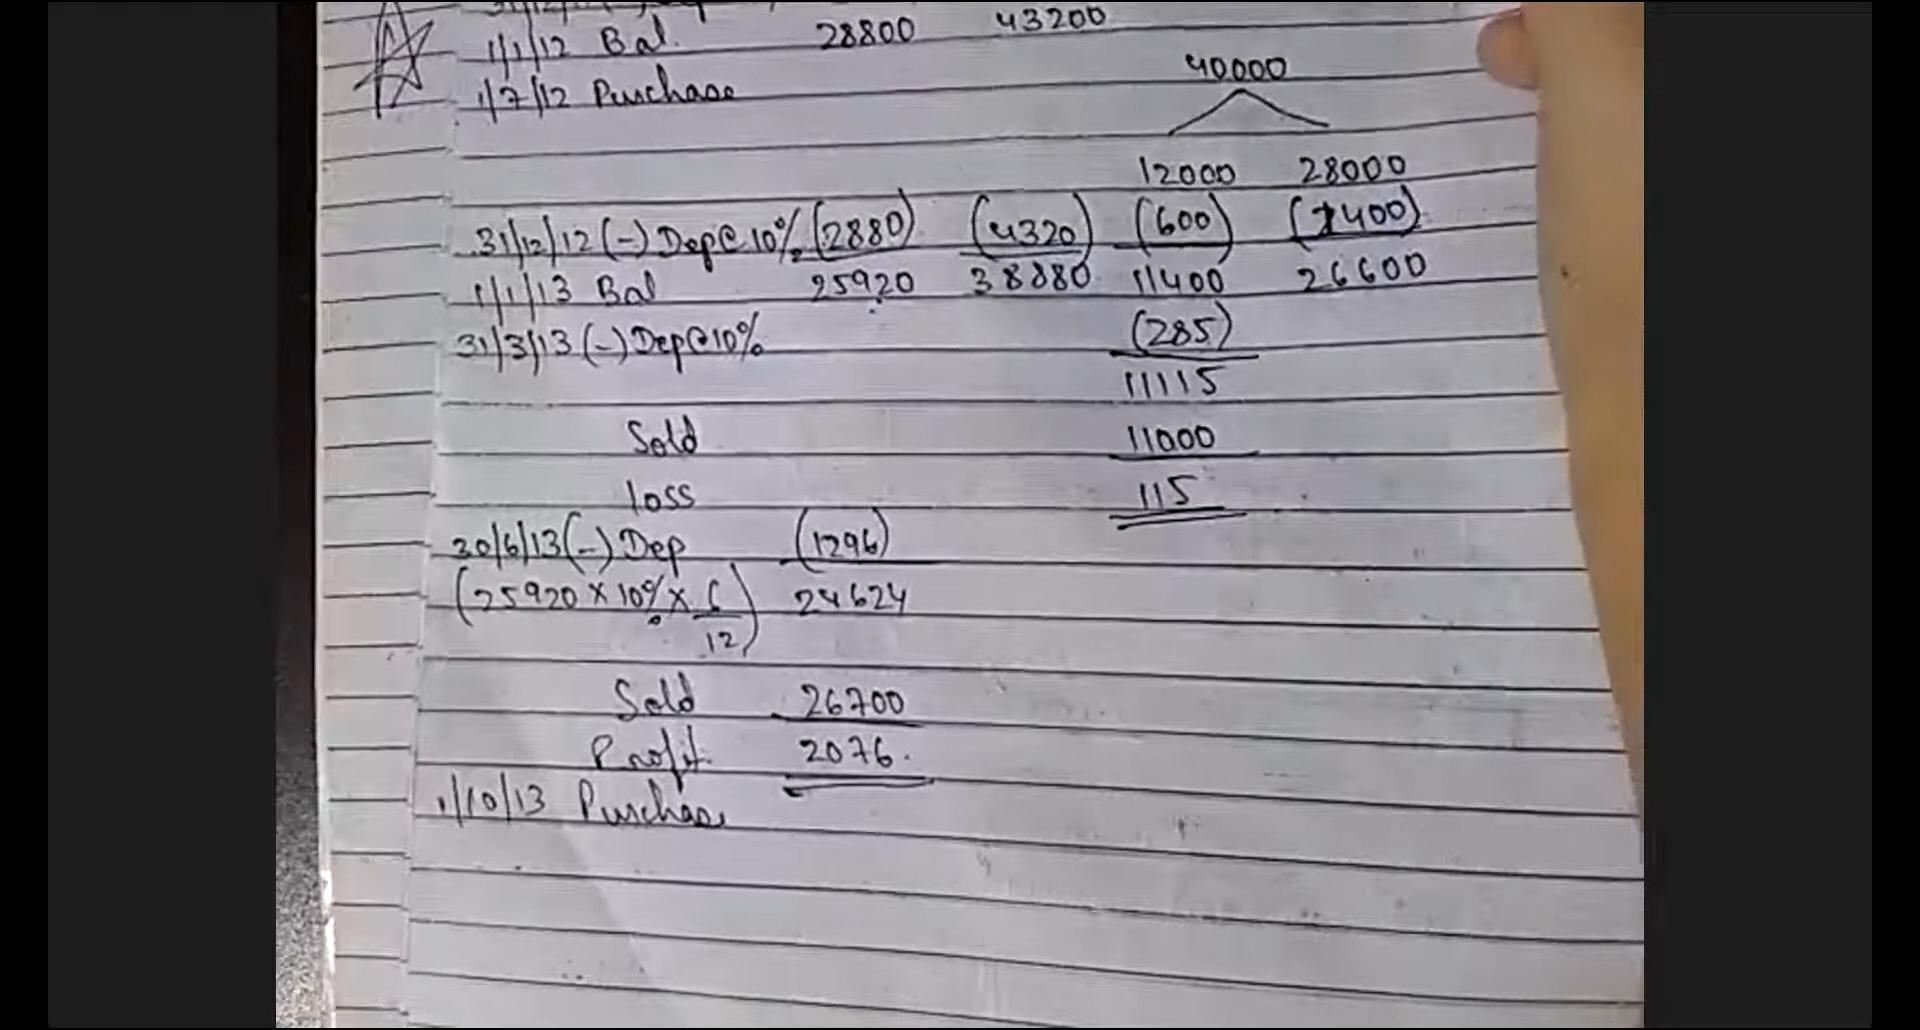 1/1/12 Bal. 28800 43200
40000
1/7/12 Purchase
12000 28000
31/12/12 (-) Dep@10% (2880) (4320) (600) (1400)
1/1/13 Bal 25920 38880 11400 26600
31/3/13 (-) Dep@10% (285)
11115
Sold 11000
loss 115
30/6/13 (-) Dep (1296)
(25920 x 10% x 6/12) 24624
Sold 26700
Profit. 2076.
1/10/13 Purchase